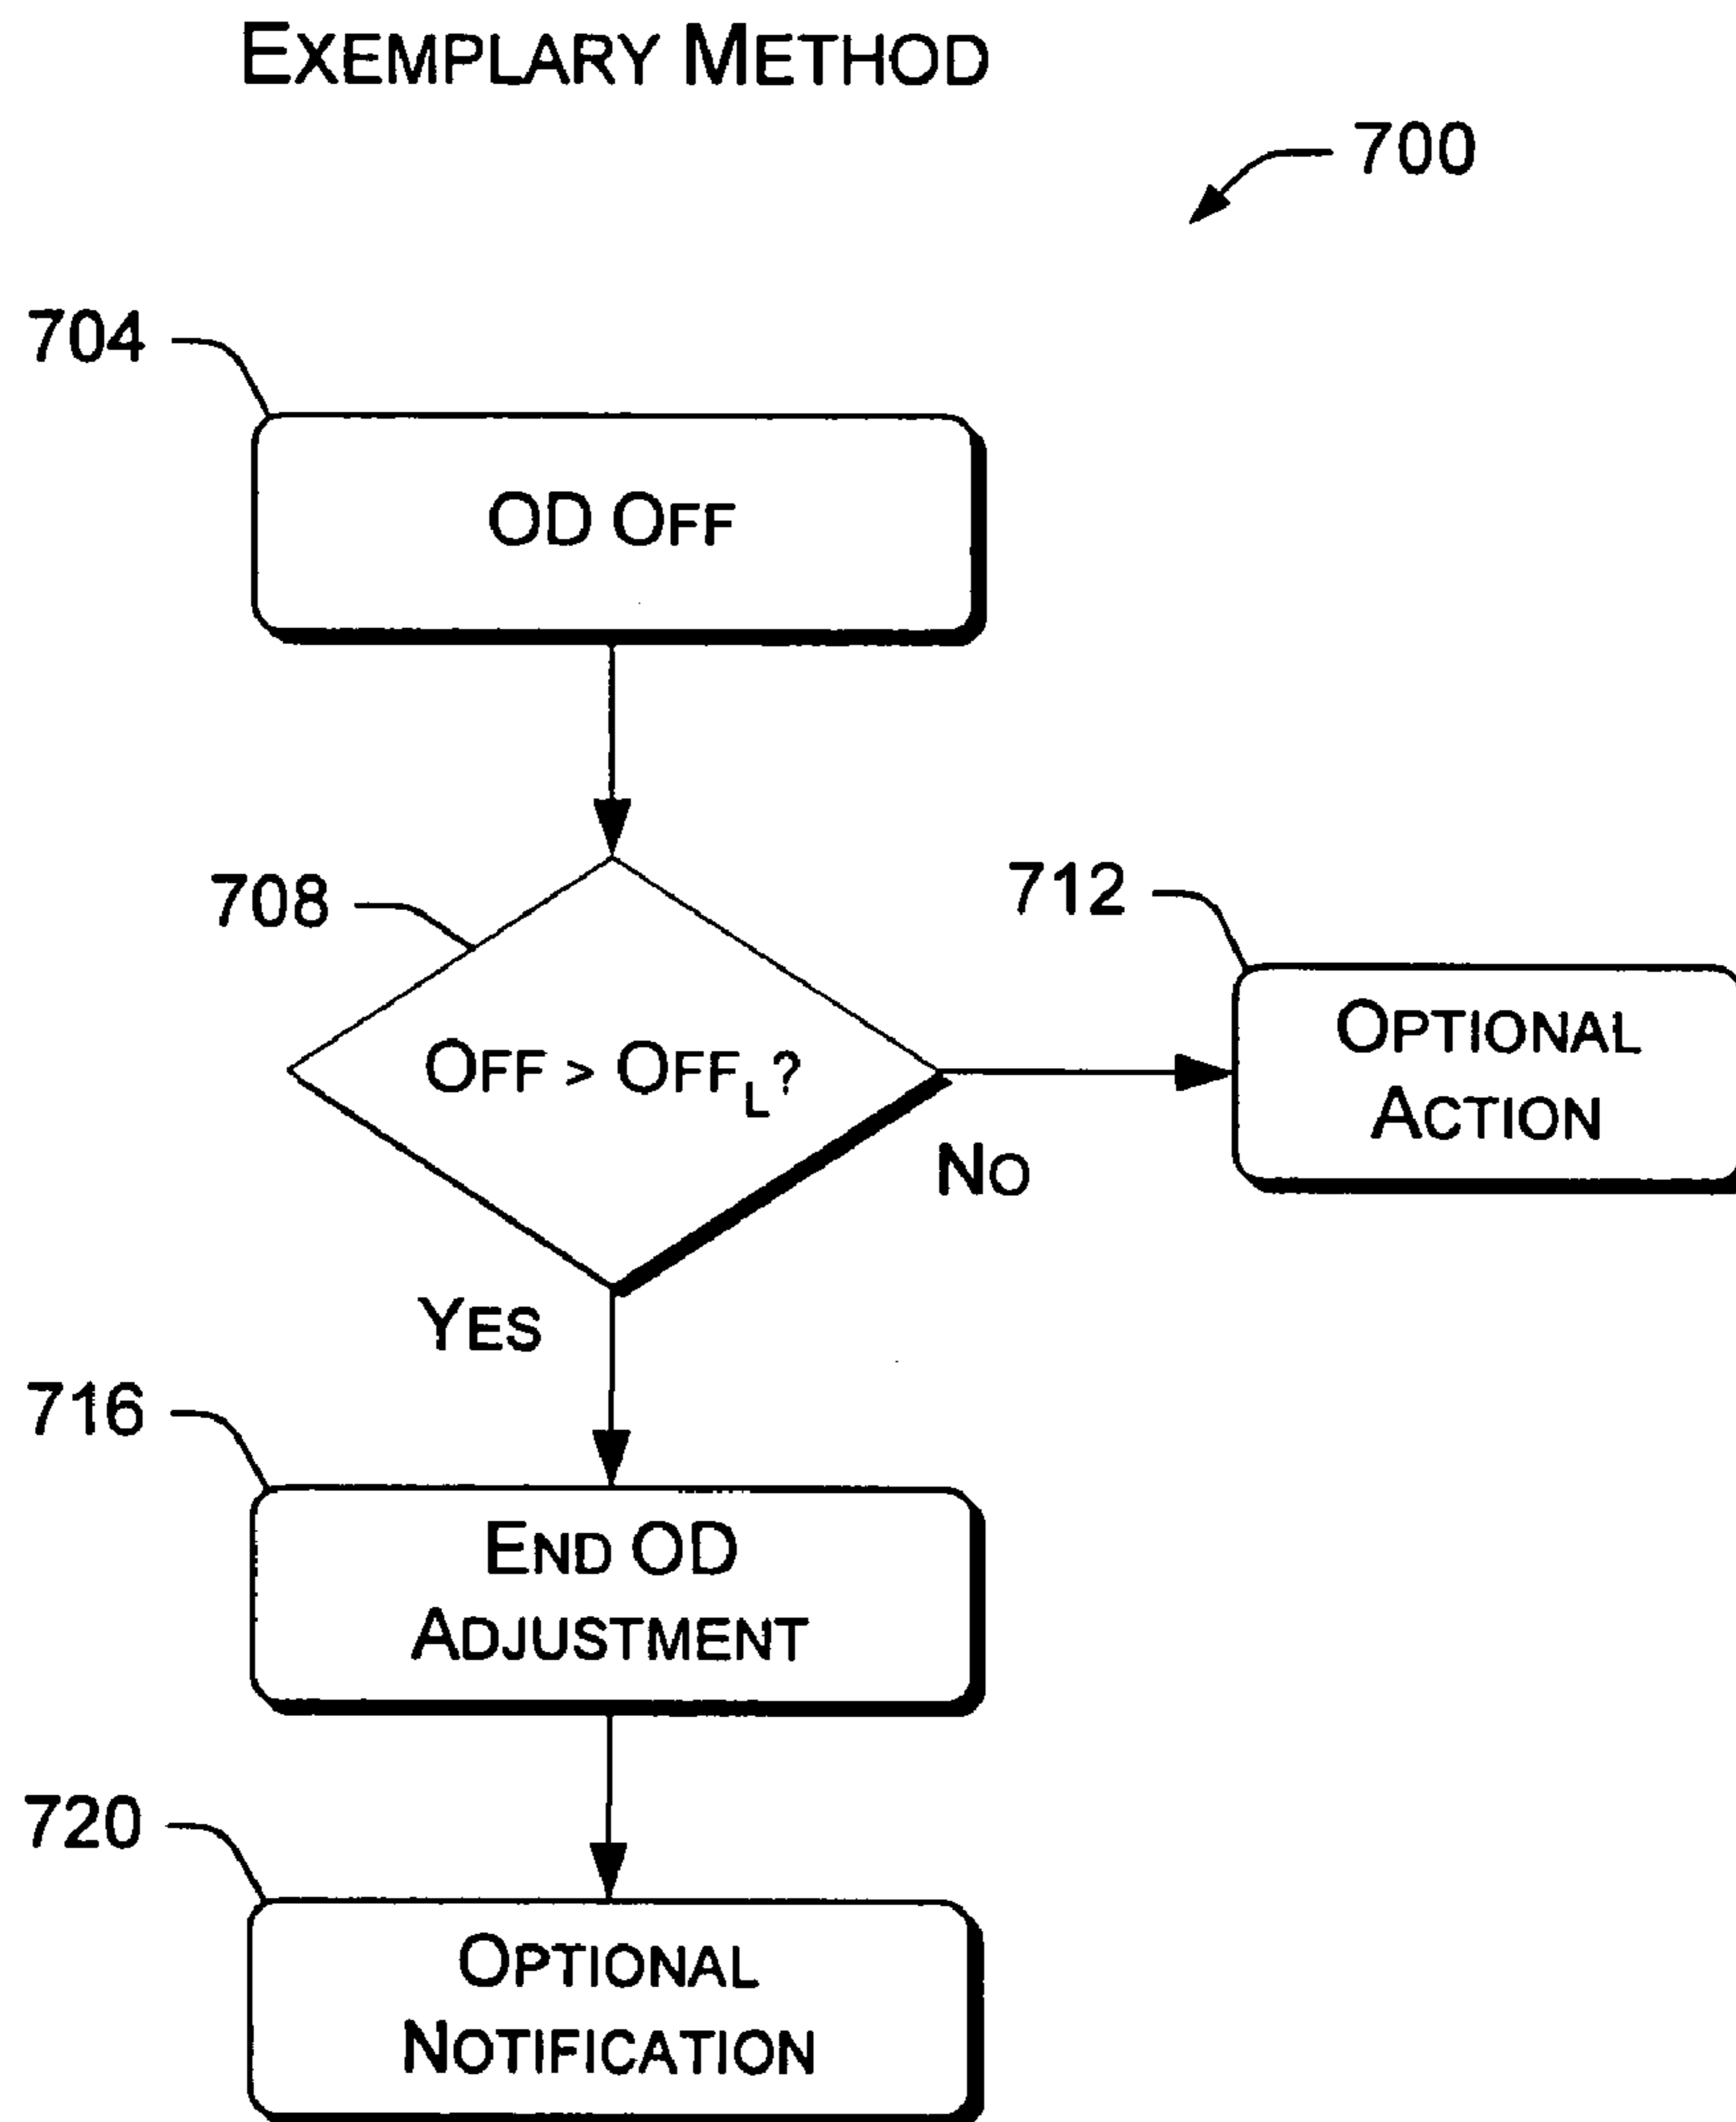 EXEMPLARY METHOD
700
704
OD OFF
708
OFF > OFF_L?
712
OPTIONAL
ACTION
NO
YES
716
END OD
ADJUSTMENT
720
OPTIONAL
NOTIFICATION